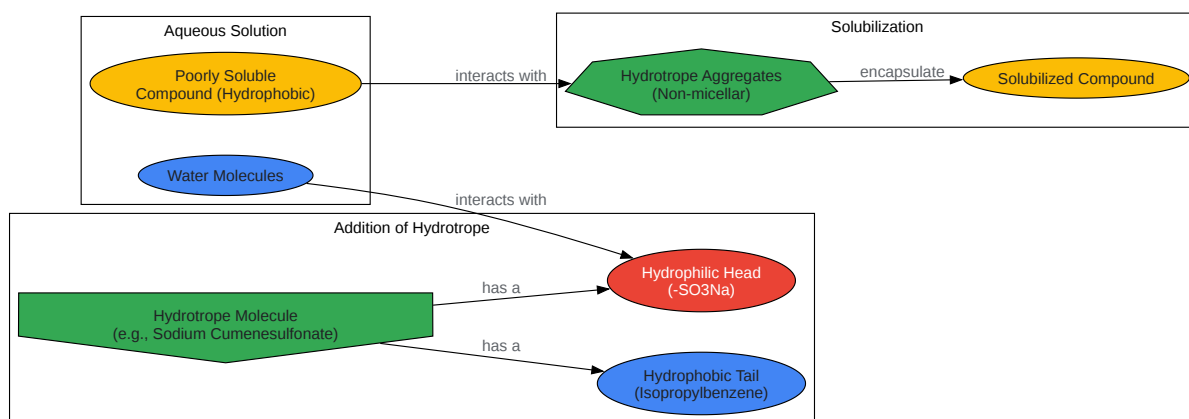 Aqueous Solution
Poorly Soluble
Compound (Hydrophobic)
Water Molecules
interacts with
Solubilization
Hydrotrope Aggregates
(Non-micellar)
encapsulate
Solubilized Compound
interacts with
Addition of Hydrotrope
Hydrotrope Molecule
(e.g., Sodium Cumenesulfonate)
has a
Hydrophilic Head
(-SO3Na)
has a
Hydrophobic Tail
(Isopropylbenzene)